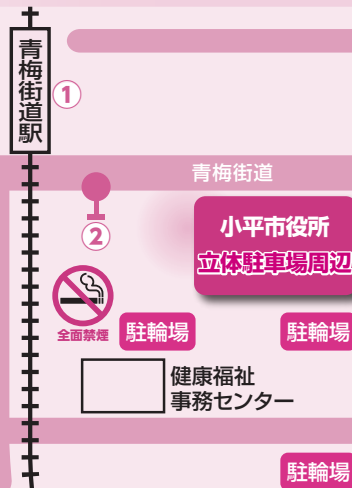 青梅街道駅
①
青梅街道
②
小平市役所
立体駐車場周辺
全面禁煙
駐輪場
駐輪場
健康福祉
事務センター
駐輪場